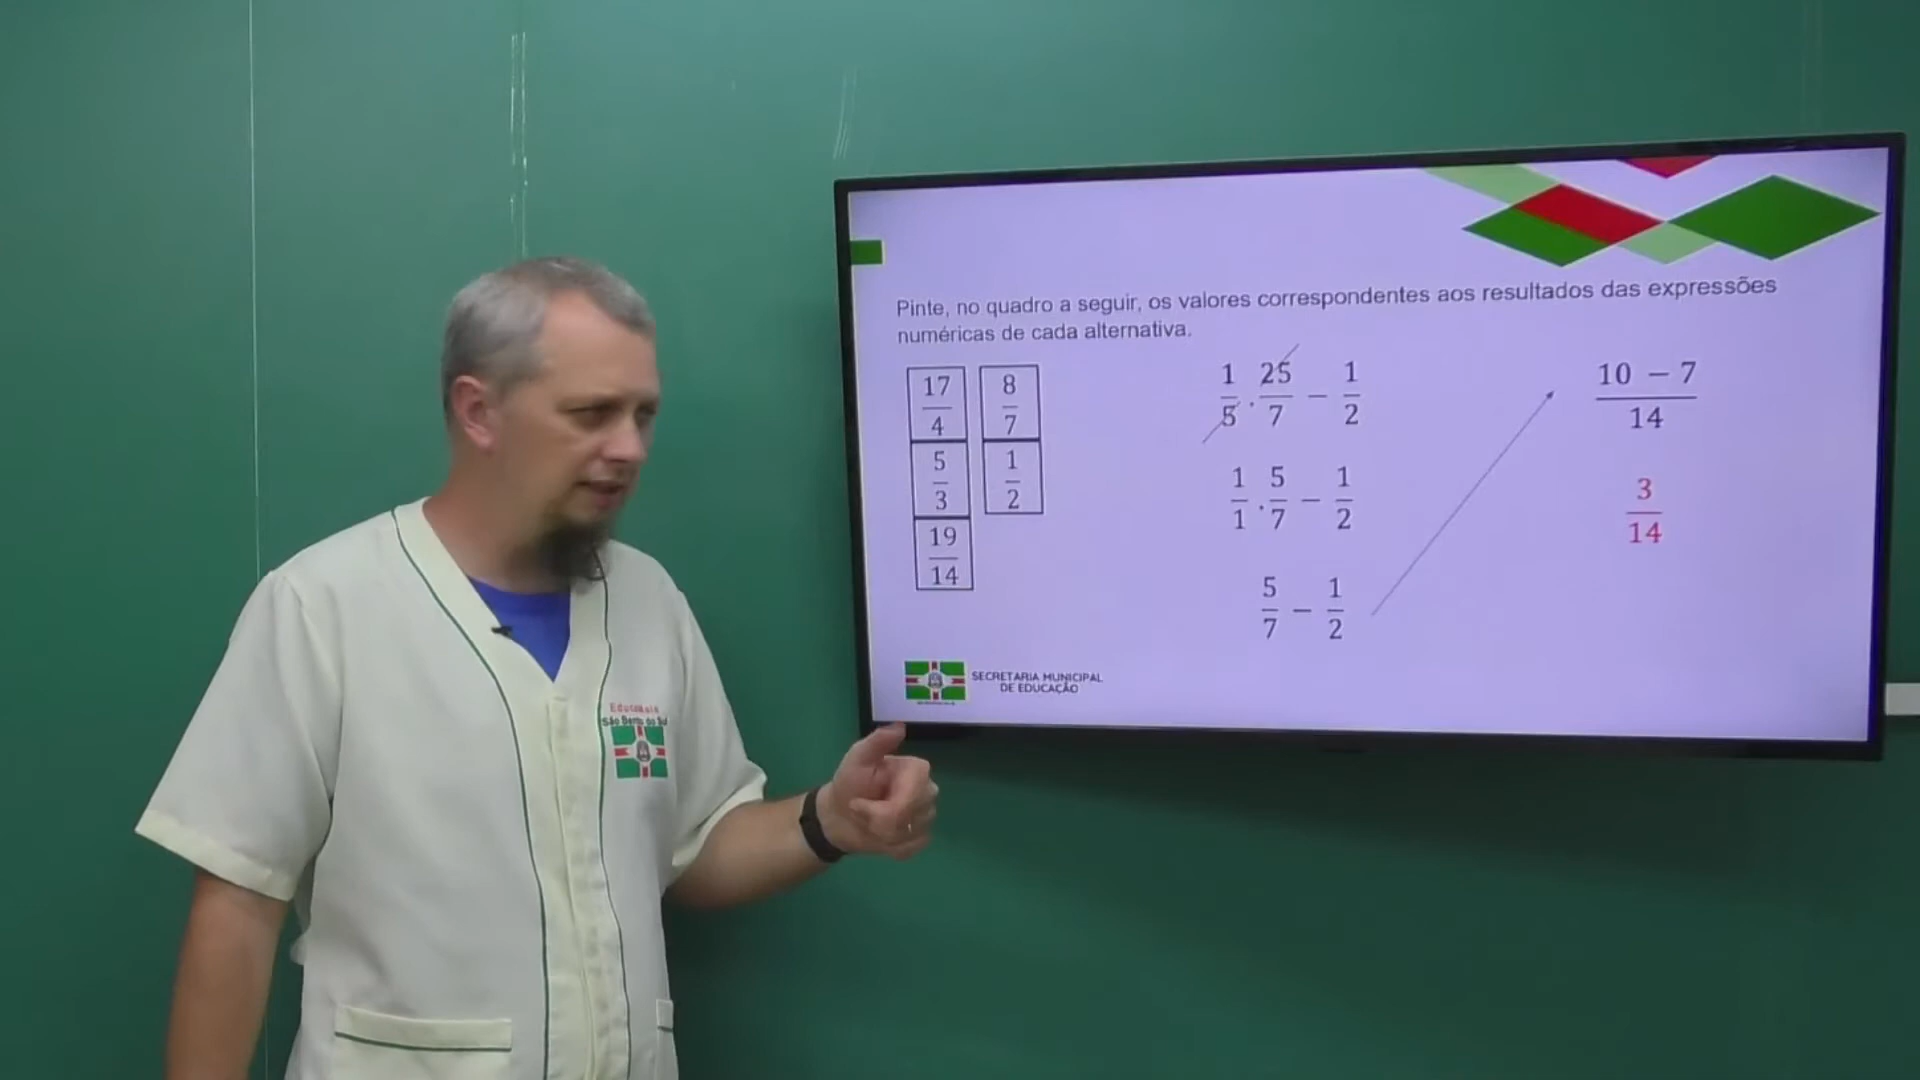 Pinte, no quadro a seguir, os valores correspondentes aos resultados das expressões
numéricas de cada alternativa.
17/4 8/7
5/3 1/2
19/14
1/5 . 25/7 − 1/2
1/1 . 5/7 − 1/2
5/7 − 1/2
10 − 7/14
3/14
SECRETARIA MUNICIPAL
DE EDUCAÇÃO
São Bento do Sul